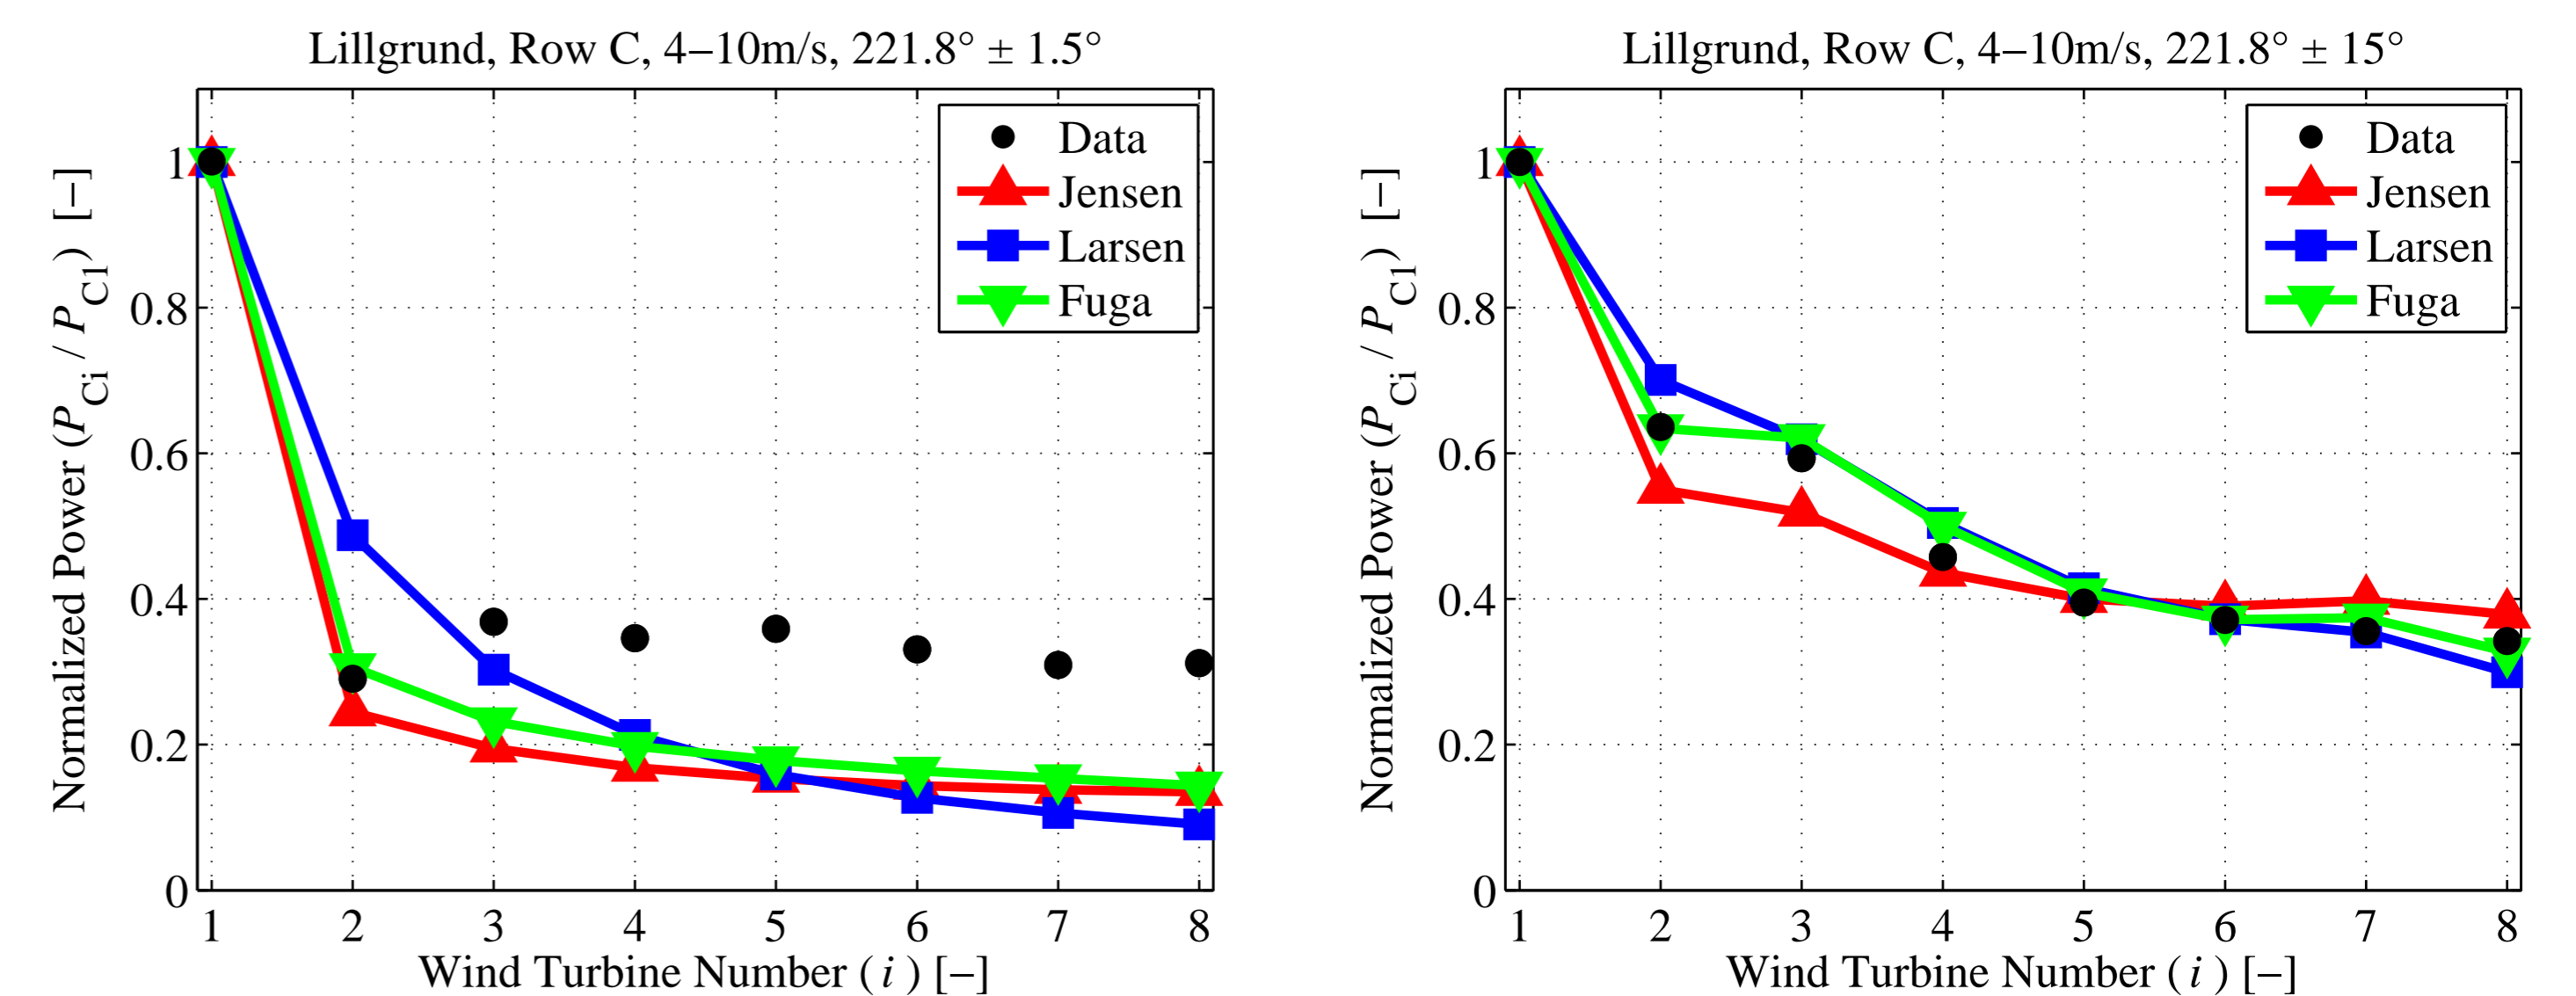 Lillgrund, Row C, 4−10m/s, 221.8° ± 1.5°
Normalized Power (P_Ci / P_C1) [−]
1
0.8
0.6
0.4
0.2
0
Data
Jensen
Larsen
Fuga
1 2 3 4 5 6 7 8
Wind Turbine Number ( i ) [−]
Lillgrund, Row C, 4−10m/s, 221.8° ± 15°
Normalized Power (P_Ci / P_C1) [−]
1
0.8
0.6
0.4
0.2
0
Data
Jensen
Larsen
Fuga
1 2 3 4 5 6 7 8
Wind Turbine Number ( i ) [−]